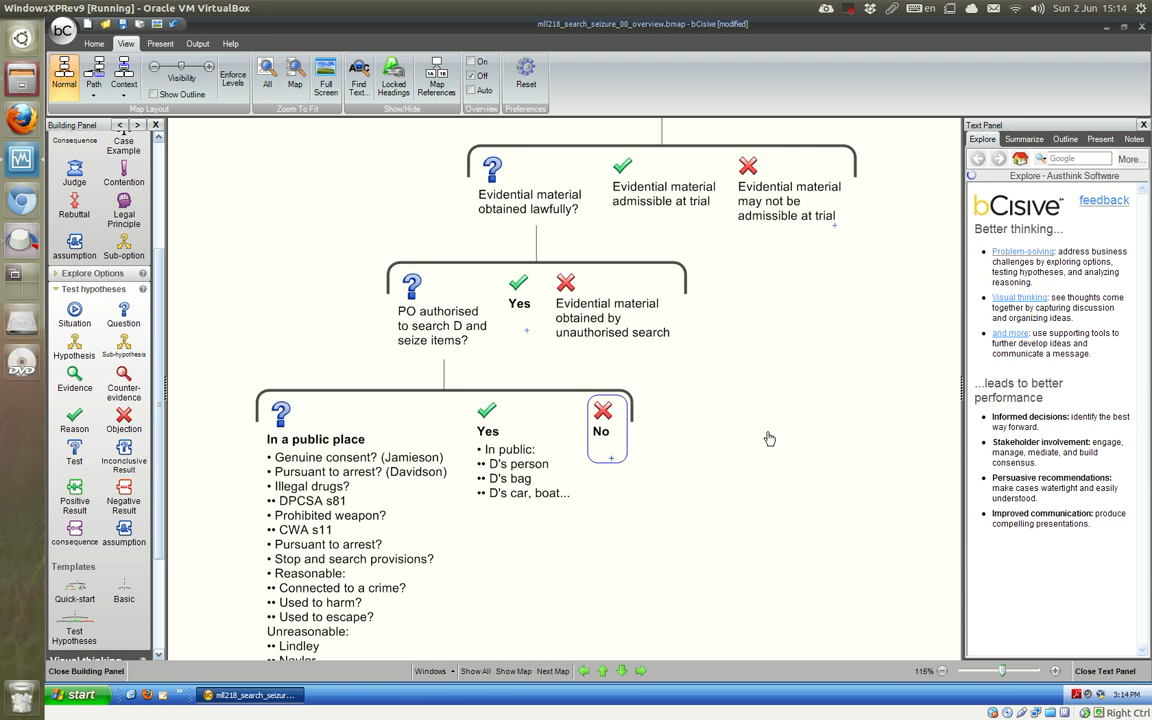 WindowsXPRev9 [Running] - Oracle VM VirtualBox
en
Sun 2 Jun 15:14
bC
mll218_search_seizure_00_overview.bmap - bCisive [modified]
Home
View
Present
Output
Help
Normal
Path
Context
Visibility
Show Outline
Enforce
Levels
Map Layout
All
Map
Full
Screen
Zoom To Fit
Find
Text...
Locked
Headings
Map
References
Show/Hide
On
Off
Auto
Overview
Reset
Preferences
Building Panel
< >
X
Consequence
Case
Example
Judge
Contention
Rebuttal
Legal
Principle
assumption
Sub-option
Explore Options
Test hypotheses
Situation
Question
Hypothesis
Sub-hypothesis
Evidence
Counter-
evidence
Reason
Objection
Test
Inconclusive
Result
Positive
Result
Negative
Result
consequence
assumption
Templates
Quick-start
Basic
Test
Hypotheses
Visual thinking
Close Building Panel
Evidential material
obtained lawfully?
Evidential material
admissible at trial
Evidential material
may not be
admissible at trial
PO authorised
to search D and
seize items?
Yes
Evidential material
obtained by
unauthorised search
In a public place
• Genuine consent? (Jamieson)
• Pursuant to arrest? (Davidson)
• Illegal drugs?
•• DPCSA s81
• Prohibited weapon?
•• CWA s11
• Pursuant to arrest?
• Stop and search provisions?
• Reasonable:
•• Connected to a crime?
•• Used to harm?
•• Used to escape?
Unreasonable:
•• Lindley
•• Naylor
Yes
• In public:
•• D's person
•• D's bag
•• D's car, boat...
No
Text Panel
X
Explore
Summarize
Outline
Present
Notes
Google
More...
Explore - Austhink Software
bCisive
feedback
Better thinking...
• Problem-solving: address business
challenges by exploring options,
testing hypotheses, and analyzing
reasoning.
• Visual thinking: see thoughts come
together by capturing discussion
and organizing ideas.
• and more: use supporting tools to
further develop ideas and
communicate a message.
...leads to better
performance
• Informed decisions: identify the best
way forward.
• Stakeholder involvement: engage,
manage, mediate, and build
consensus.
• Persuasive recommendations:
make cases watertight and easily
understood.
• Improved communication: produce
compelling presentations.
Windows
Show All
Show Map
Next Map
115%
Close Text Panel
start
mll218_search_seizur...
3:14 PM
Right Ctrl
DVD